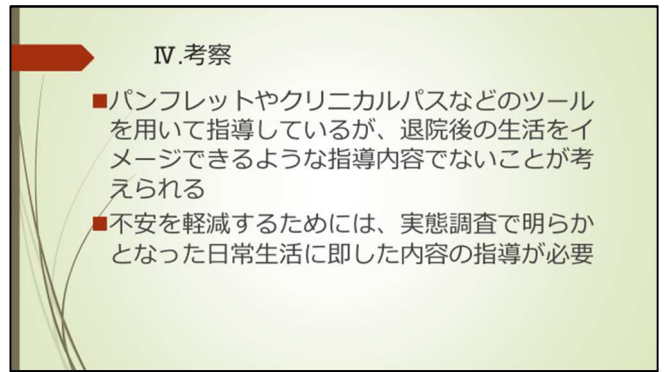 Ⅳ.考察
■パンフレットやクリニカルパスなどのツール
を用いて指導しているが、退院後の生活をイ
メージできるような指導内容でないことが考
えられる
■不安を軽減するためには、実態調査で明らか
となった日常生活に即した内容の指導が必要